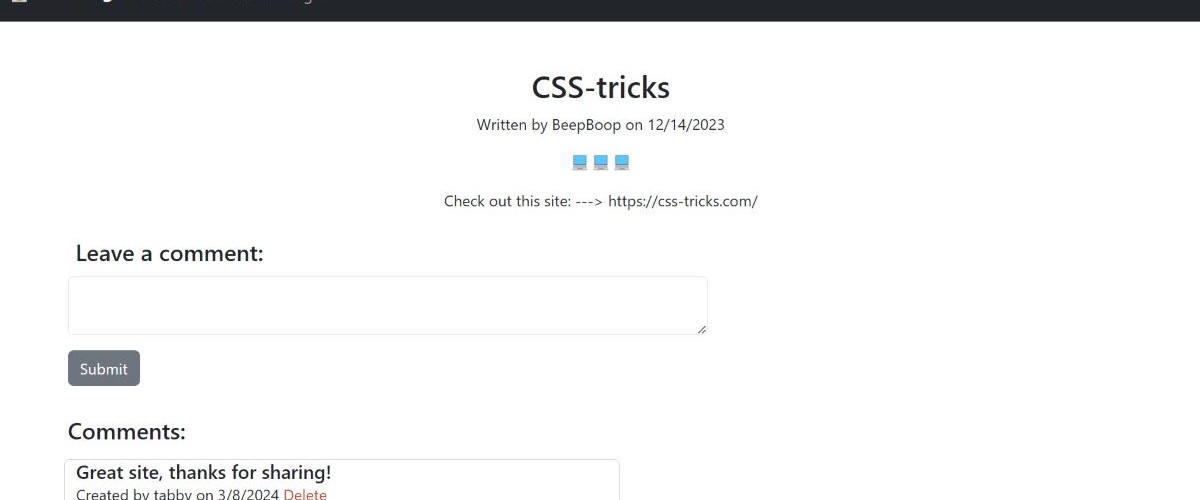 CSS-tricks
Written by BeepBoop on 12/14/2023
Check out this site: ---> https://css-tricks.com/
Leave a comment:
Submit
Comments:
Great site, thanks for sharing!
Created by tabby on 3/8/2024 Delete